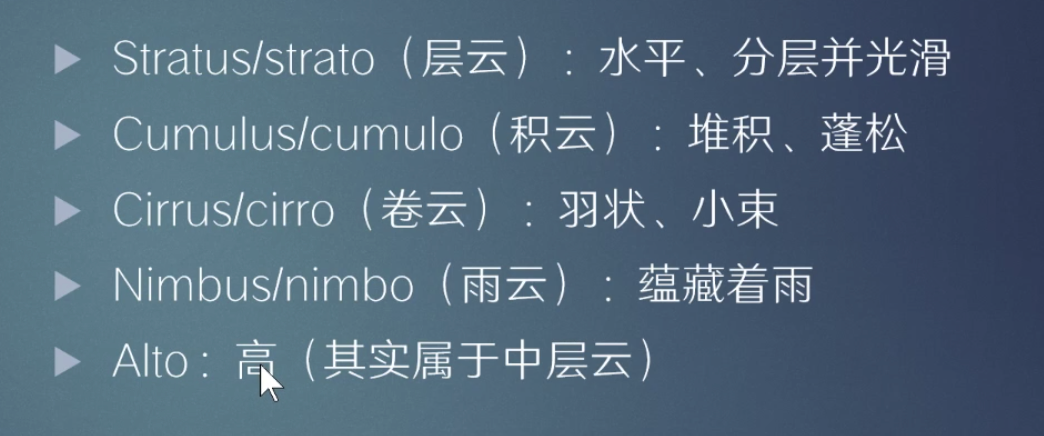 Stratus/strato（层云）：水平、分层并光滑
Cumulus/cumulo（积云）：堆积、蓬松
Cirrus/cirro（卷云）：羽状、小束
Nimbus/nimbo（雨云）：蕴藏着雨
Alto：高（其实属于中层云）